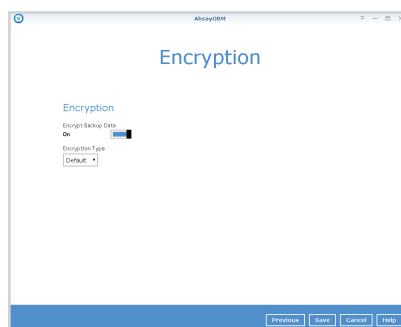 AhsayOBM
Encryption
Encryption
Encrypt Backup Data
On
Encryption Type
Default
Previous Save Cancel Help